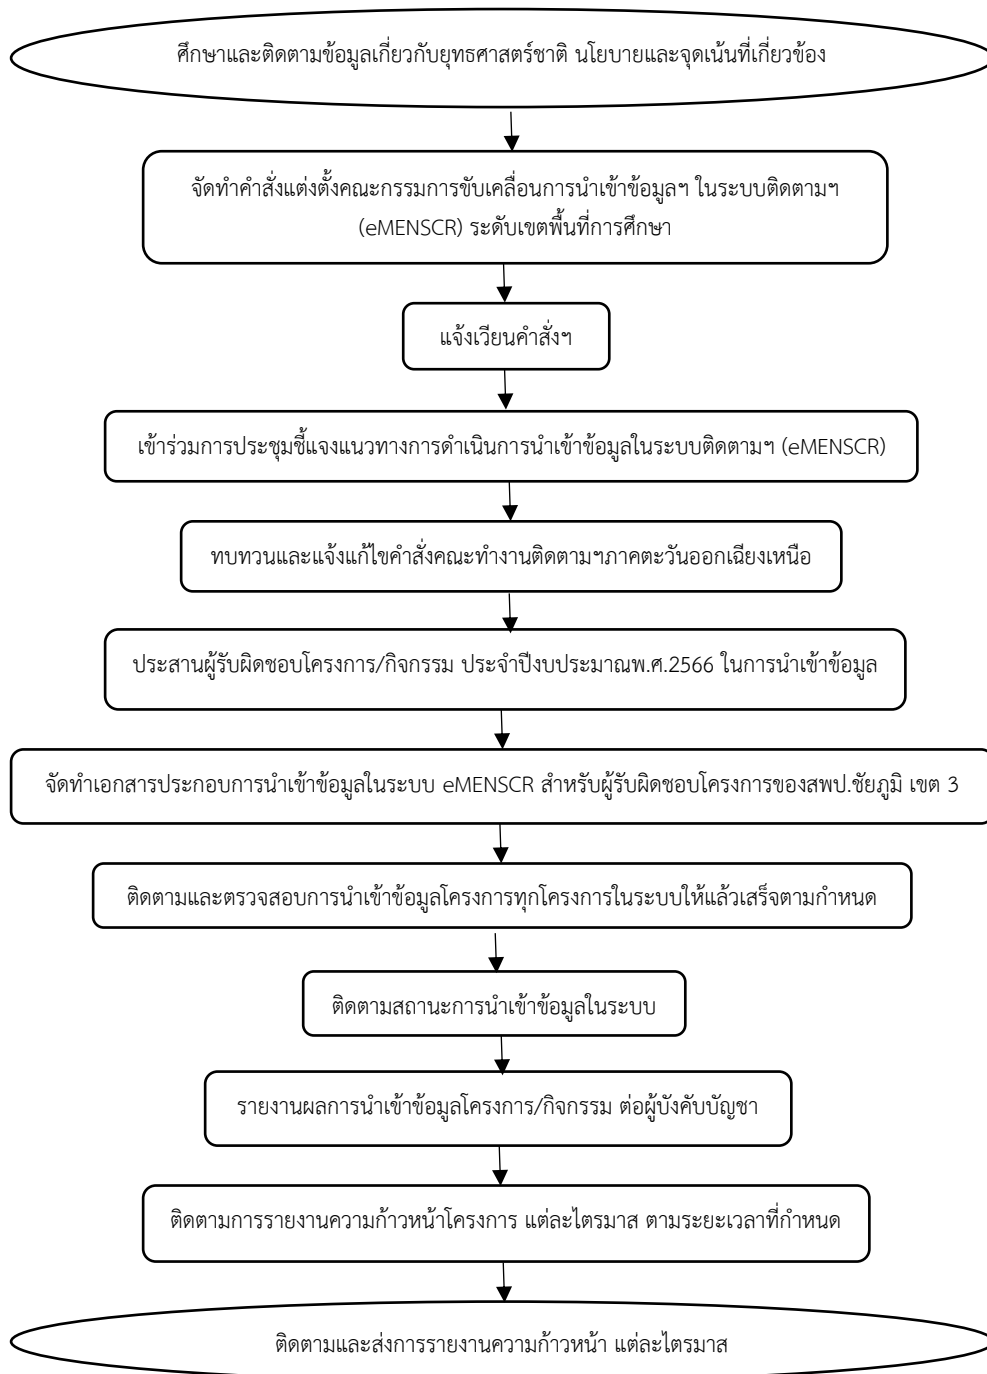 ศึกษาและติดตามข้อมูลเกี่ยวกับยุทธศาสตร์ชาติ นโยบายและจุดเน้นที่เกี่ยวข้อง
จัดทำคำสั่งแต่งตั้งคณะกรรมการขับเคลื่อนการนำเข้าข้อมูลฯ ในระบบติดตามฯ
(eMENSCR) ระดับเขตพื้นที่การศึกษา
แจ้งเวียนคำสั่งฯ
เข้าร่วมการประชุมชี้แจงแนวทางการดำเนินการนำเข้าข้อมูลในระบบติดตามฯ (eMENSCR)
ทบทวนและแจ้งแก้ไขคำสั่งคณะทำงานติดตามฯภาคตะวันออกเฉียงเหนือ
ประสานผู้รับผิดชอบโครงการ/กิจกรรม ประจำปีงบประมาณพ.ศ.2566 ในการนำเข้าข้อมูล
จัดทำเอกสารประกอบการนำเข้าข้อมูลในระบบ eMENSCR สำหรับผู้รับผิดชอบโครงการของสพป.ชัยภูมิ เขต 3
ติดตามและตรวจสอบการนำเข้าข้อมูลโครงการทุกโครงการในระบบให้แล้วเสร็จตามกำหนด
ติดตามสถานะการนำเข้าข้อมูลในระบบ
รายงานผลการนำเข้าข้อมูลโครงการ/กิจกรรม ต่อผู้บังคับบัญชา
ติดตามการรายงานความก้าวหน้าโครงการ แต่ละไตรมาส ตามระยะเวลาที่กำหนด
ติดตามและส่งการรายงานความก้าวหน้า แต่ละไตรมาส